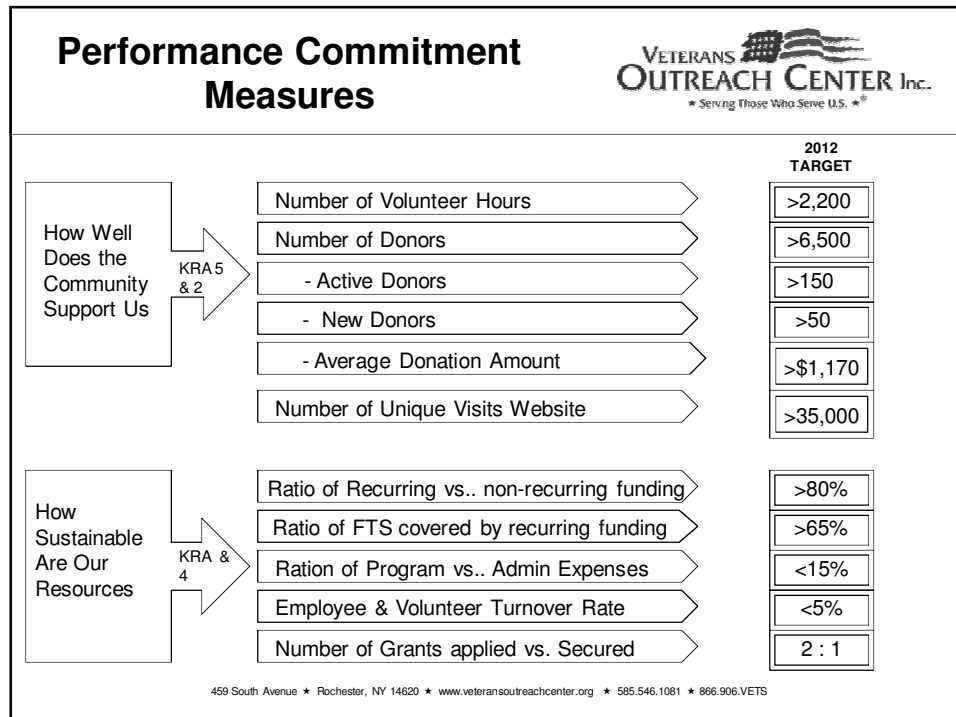 Performance Commitment
Measures
VETERANS
OUTREACH CENTER Inc.
★ Serving Those Who Serve U.S. ★®
2012
TARGET
How Well
Does the
Community
Support Us
KRA 5
& 2
Number of Volunteer Hours
>2,200
Number of Donors
>6,500
- Active Donors
>150
- New Donors
>50
- Average Donation Amount
>$1,170
Number of Unique Visits Website
>35,000
How
Sustainable
Are Our
Resources
KRA &
4
Ratio of Recurring vs.. non-recurring funding
>80%
Ratio of FTS covered by recurring funding
>65%
Ration of Program vs.. Admin Expenses
<15%
Employee & Volunteer Turnover Rate
<5%
Number of Grants applied vs. Secured
2 : 1
459 South Avenue ★ Rochester, NY 14620 ★ www.veteransoutreachcenter.org ★ 585.546.1081 ★ 866.906.VETS